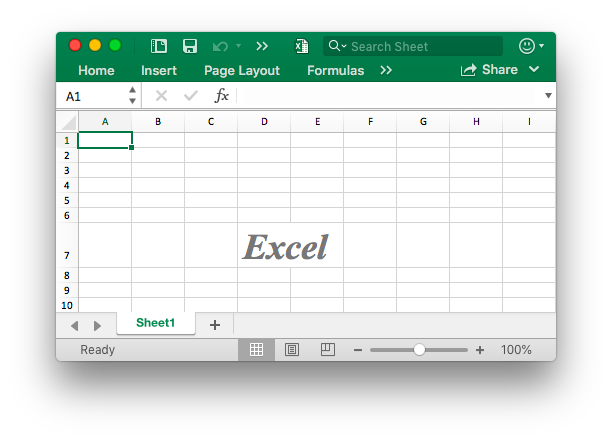 Search Sheet
Home Insert Page Layout Formulas Share
A1 fx
A B C D E F G H I
1
2
3
4
5
6
7 Excel
8
9
10
Sheet1
Ready 100%